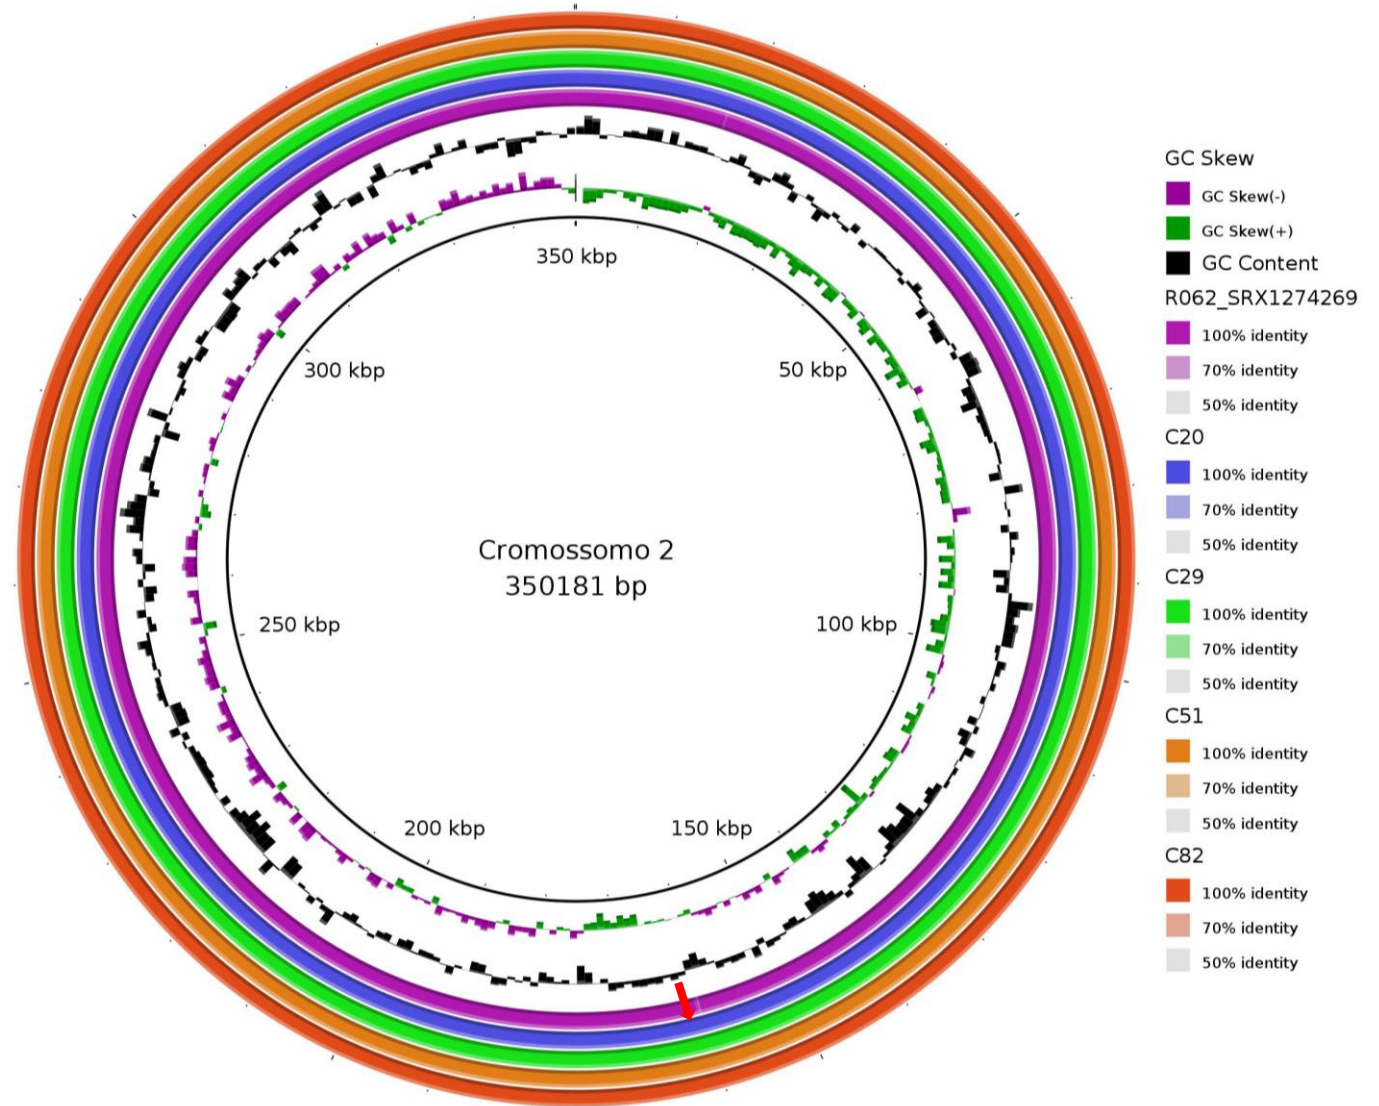 350 kbp
50 kbp
100 kbp
150 kbp
200 kbp
250 kbp
300 kbp
Cromossomo 2
350181 bp
GC Skew
GC Skew(-)
GC Skew(+)
GC Content
R062_SRX1274269
100% identity
70% identity
50% identity
C20
100% identity
70% identity
50% identity
C29
100% identity
70% identity
50% identity
C51
100% identity
70% identity
50% identity
C82
100% identity
70% identity
50% identity